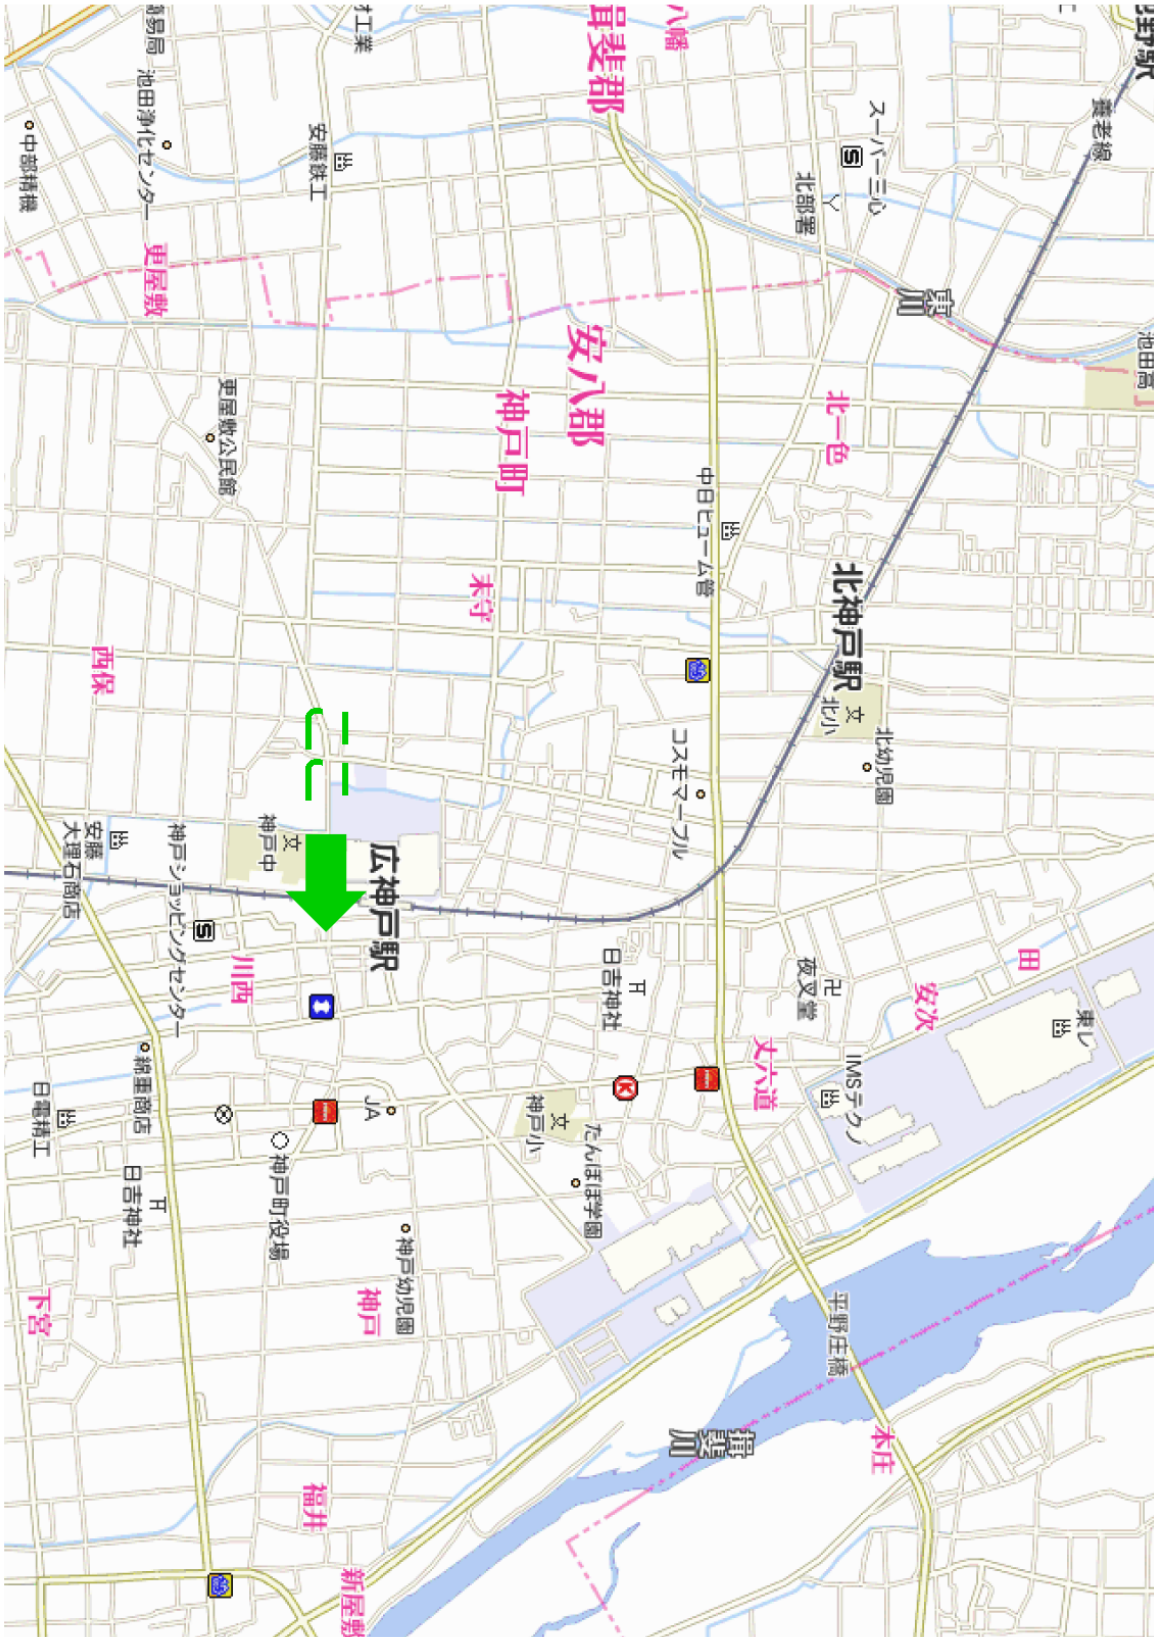 揖斐郡
八幡
養老線
スーパー三心
北部署
池田浄化センター
中部精機
安藤鉄工
更屋敷
東川
池田高
安八郡
神戸町
北一色
更屋敷公民館
中日ヒューム管
末守
北神戸駅
北小
北幼児園
西保
コスモマーブル
神戸中
広神戸駅
安藤
大理石商店
神戸ショッピングセンター
川西
日吉神社
夜叉堂
田
安次
東レ
丈六道
IMSテクノ
綿重商店
日電精工
JA
神戸小
たんぽぽ学園
神戸町役場
日吉神社
神戸幼児園
神戸
下宮
平野庄橋
本庄
揖斐川
福井
新屋敷